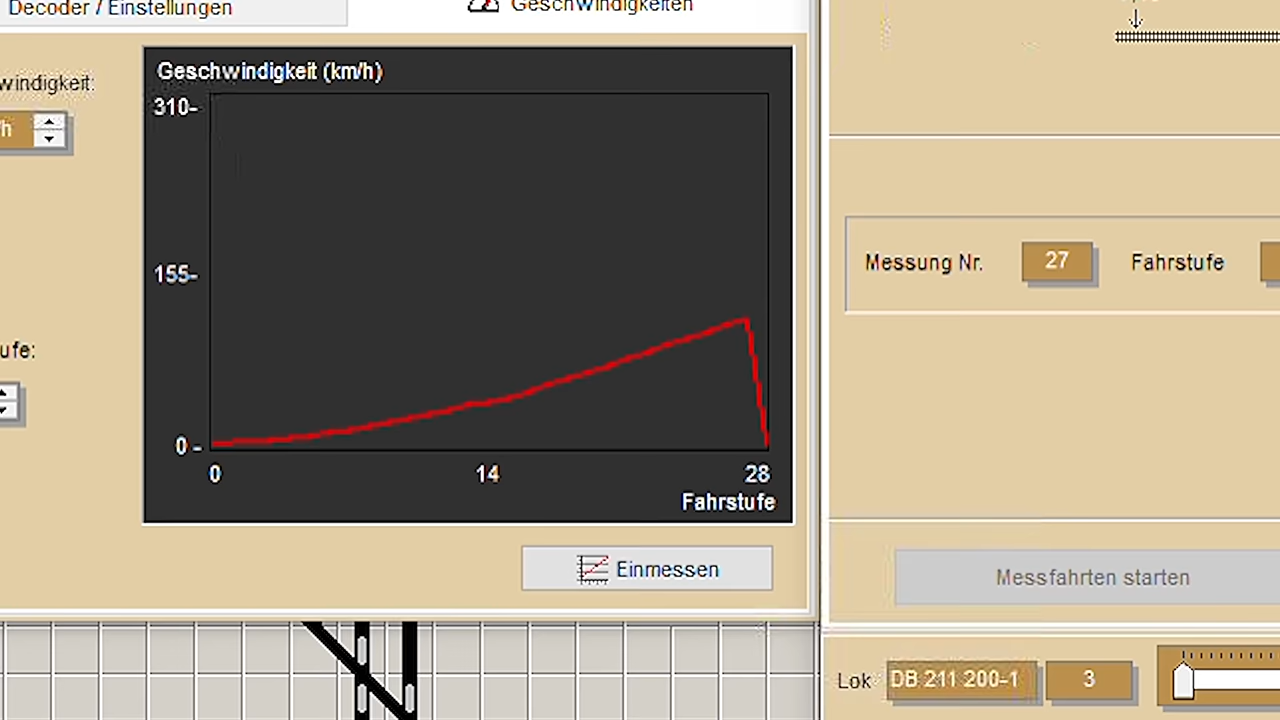 Decoder / Einstellungen
Geschwindigkeiten
windigkeit:
/h
ufe:
Geschwindigkeit (km/h)
310-
155-
0 -
0 14 28
Fahrstufe
Einmessen
Messung Nr. 27 Fahrstufe
Messfahrten starten
Lok DB 211 200-1 3